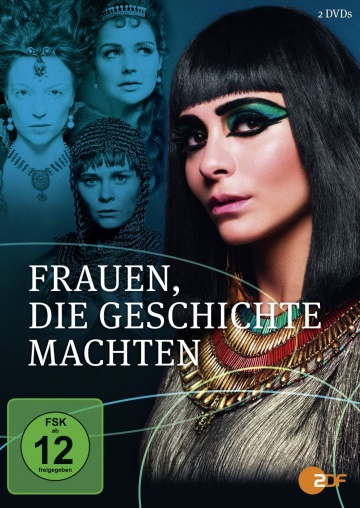 2 DVDs
FRAUEN,
DIE GESCHICHTE
MACHTEN
FSK
ab
12
freigegeben
ZDF